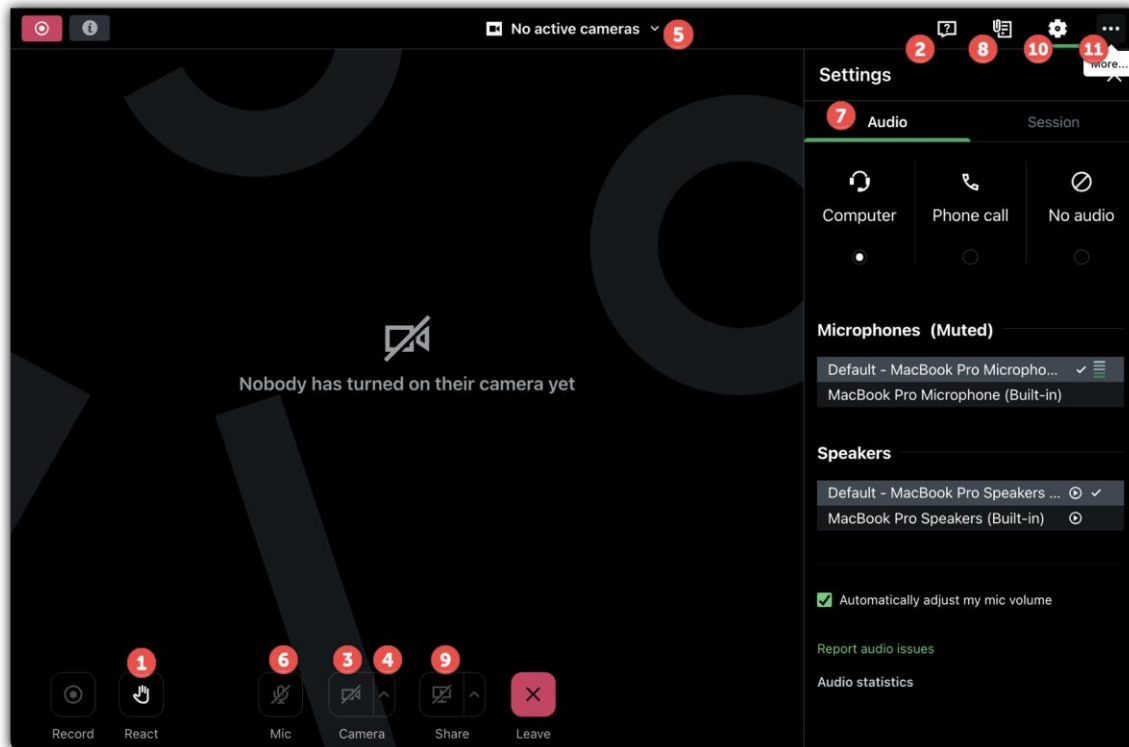 No active cameras
5
2
8
10
11
More...
Settings
7
Audio
Session
Computer
Phone call
No audio
Nobody has turned on their camera yet
Microphones (Muted)
Default - MacBook Pro Micropho...
MacBook Pro Microphone (Built-in)
Speakers
Default - MacBook Pro Speakers ...
MacBook Pro Speakers (Built-in)
Automatically adjust my mic volume
Report audio issues
Audio statistics
1
6
3
4
9
Record
React
Mic
Camera
Share
Leave